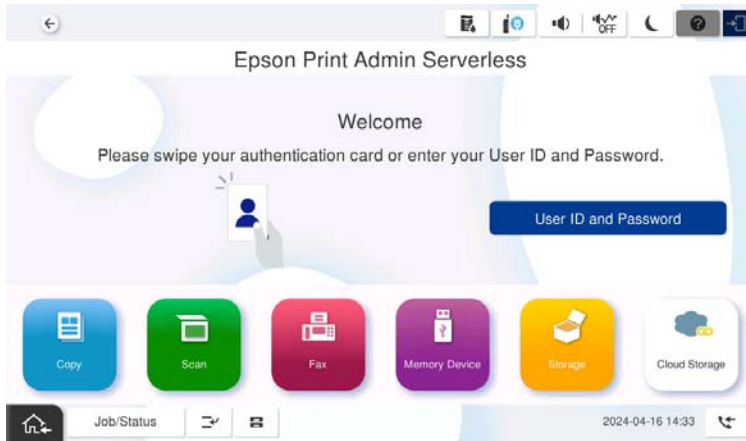 OFF
?
Epson Print Admin Serverless
Welcome
Please swipe your authentication card or enter your User ID and Password.
User ID and Password
Copy
Scan
Fax
Memory Device
Storage
Cloud Storage
Job/Status
2024-04-16 14:33